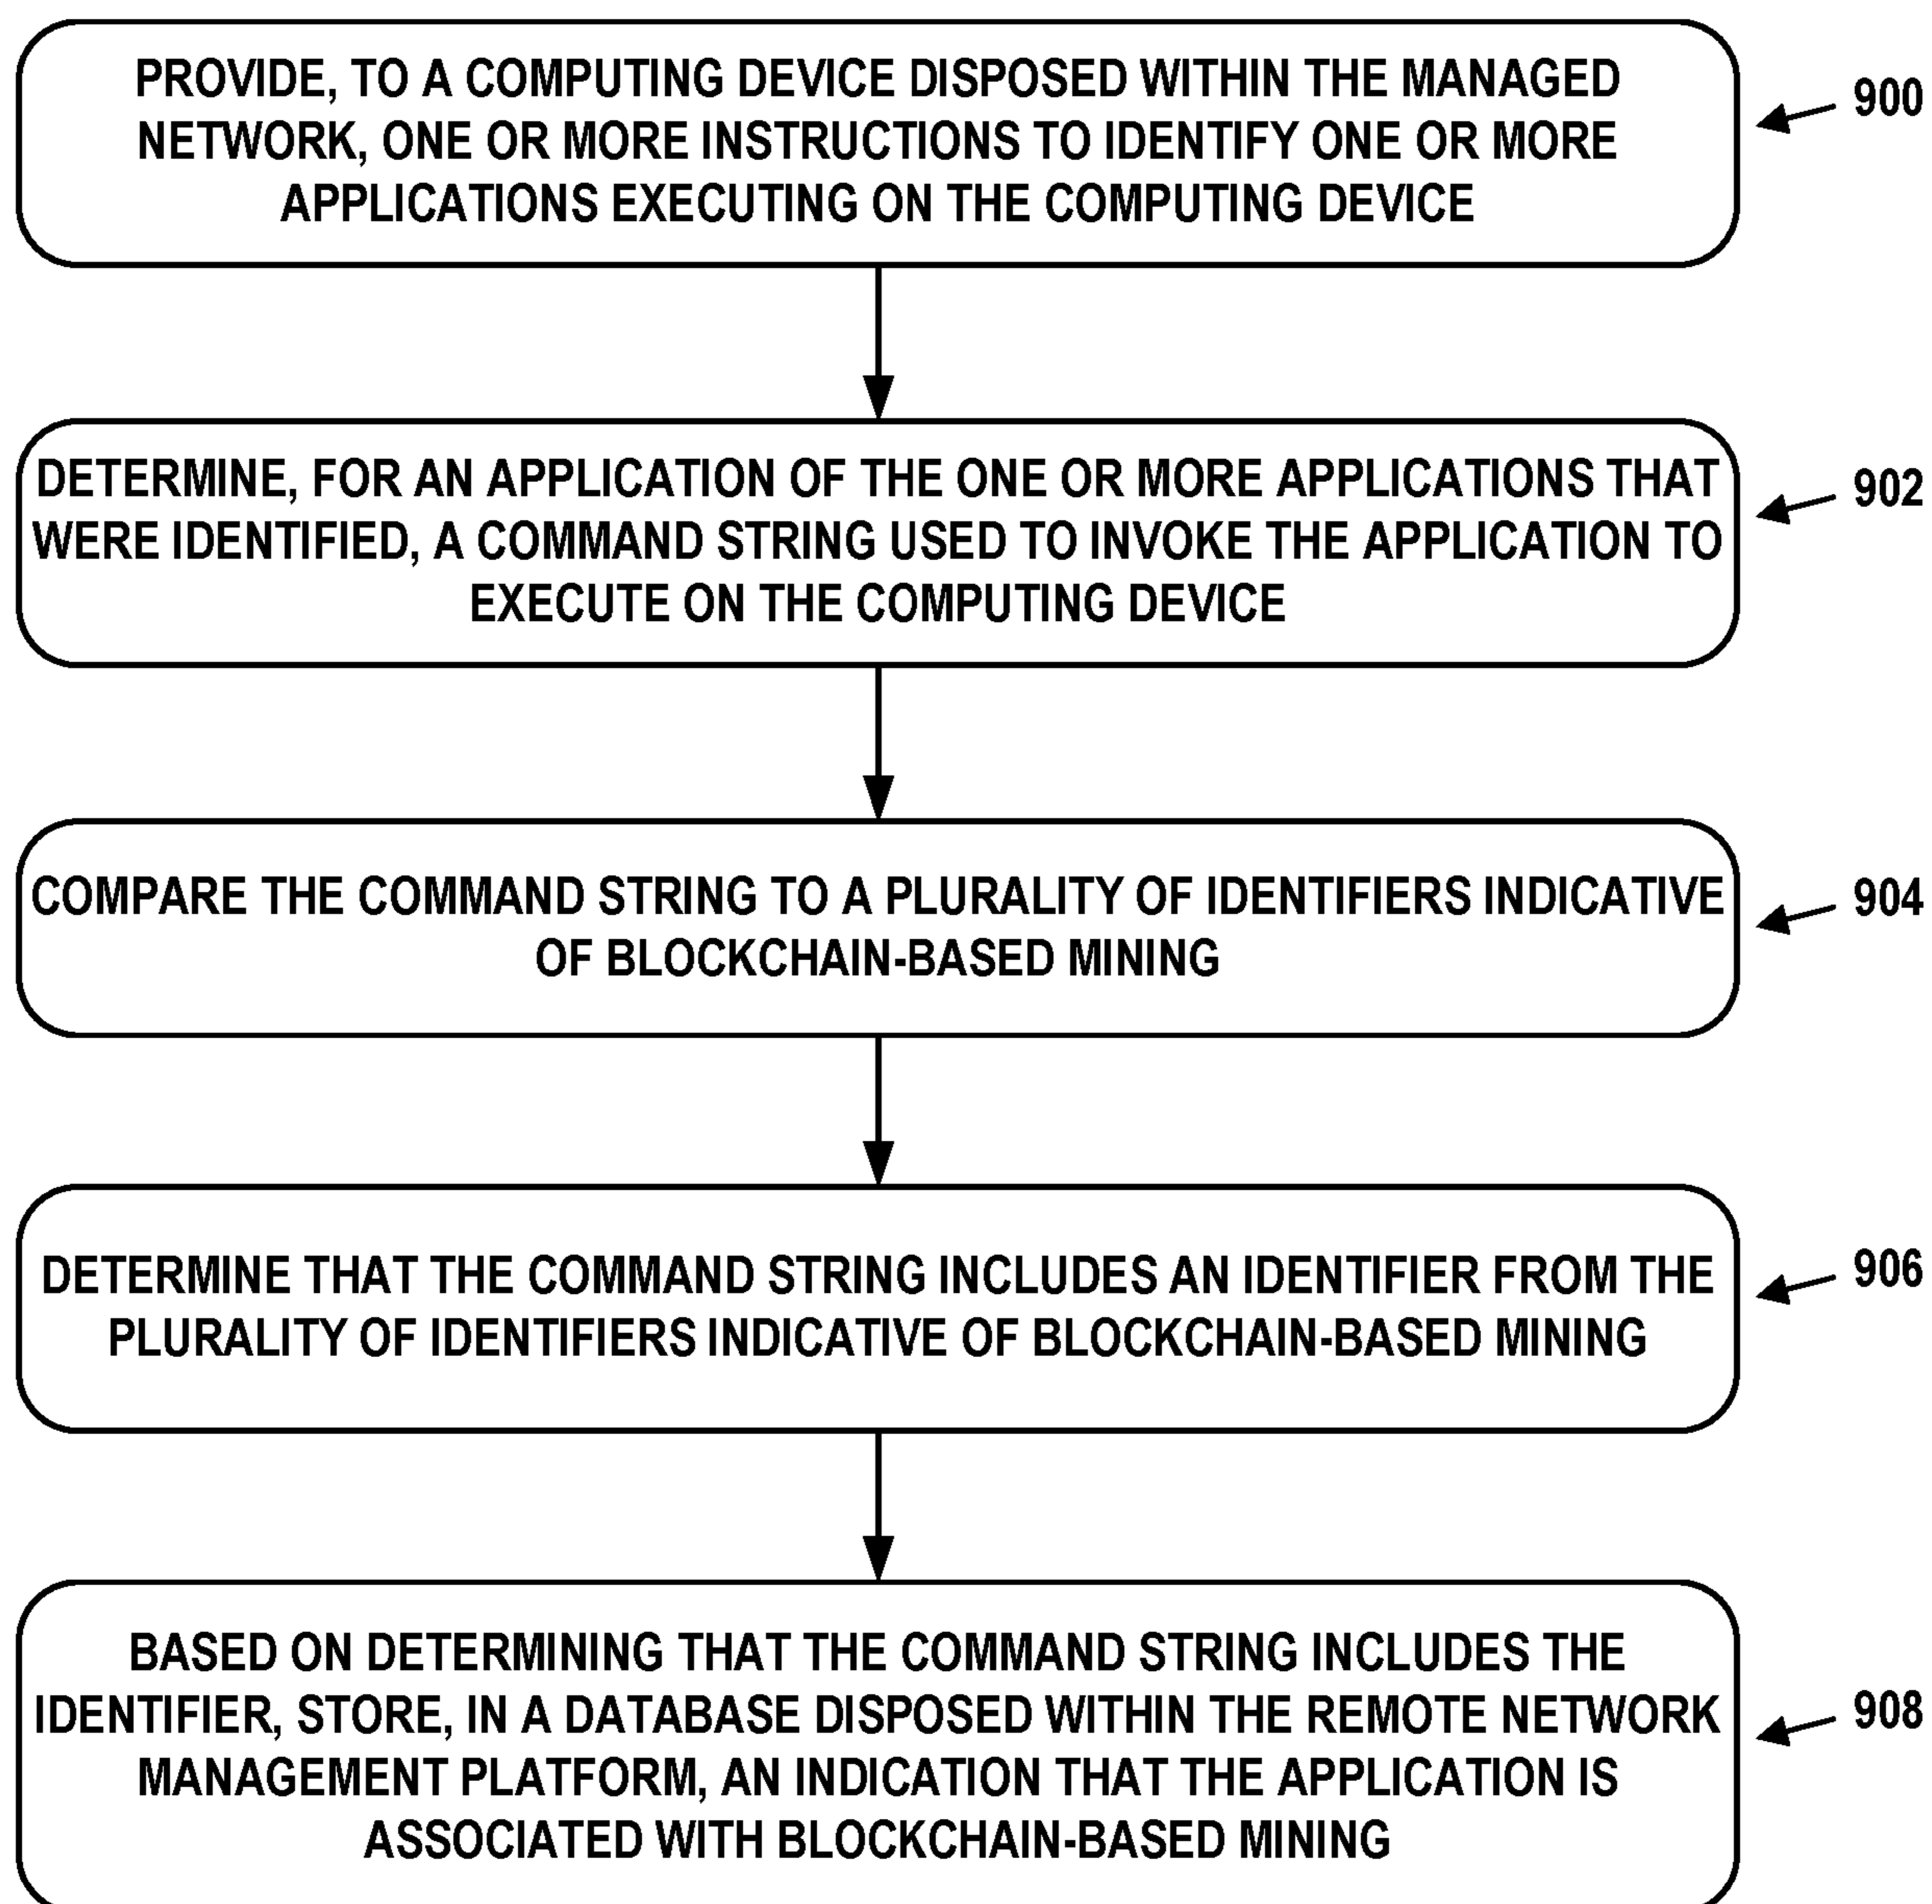 PROVIDE, TO A COMPUTING DEVICE DISPOSED WITHIN THE MANAGED
NETWORK, ONE OR MORE INSTRUCTIONS TO IDENTIFY ONE OR MORE
APPLICATIONS EXECUTING ON THE COMPUTING DEVICE
900
DETERMINE, FOR AN APPLICATION OF THE ONE OR MORE APPLICATIONS THAT
WERE IDENTIFIED, A COMMAND STRING USED TO INVOKE THE APPLICATION TO
EXECUTE ON THE COMPUTING DEVICE
902
COMPARE THE COMMAND STRING TO A PLURALITY OF IDENTIFIERS INDICATIVE
OF BLOCKCHAIN-BASED MINING
904
DETERMINE THAT THE COMMAND STRING INCLUDES AN IDENTIFIER FROM THE
PLURALITY OF IDENTIFIERS INDICATIVE OF BLOCKCHAIN-BASED MINING
906
BASED ON DETERMINING THAT THE COMMAND STRING INCLUDES THE
IDENTIFIER, STORE, IN A DATABASE DISPOSED WITHIN THE REMOTE NETWORK
MANAGEMENT PLATFORM, AN INDICATION THAT THE APPLICATION IS
ASSOCIATED WITH BLOCKCHAIN-BASED MINING
908